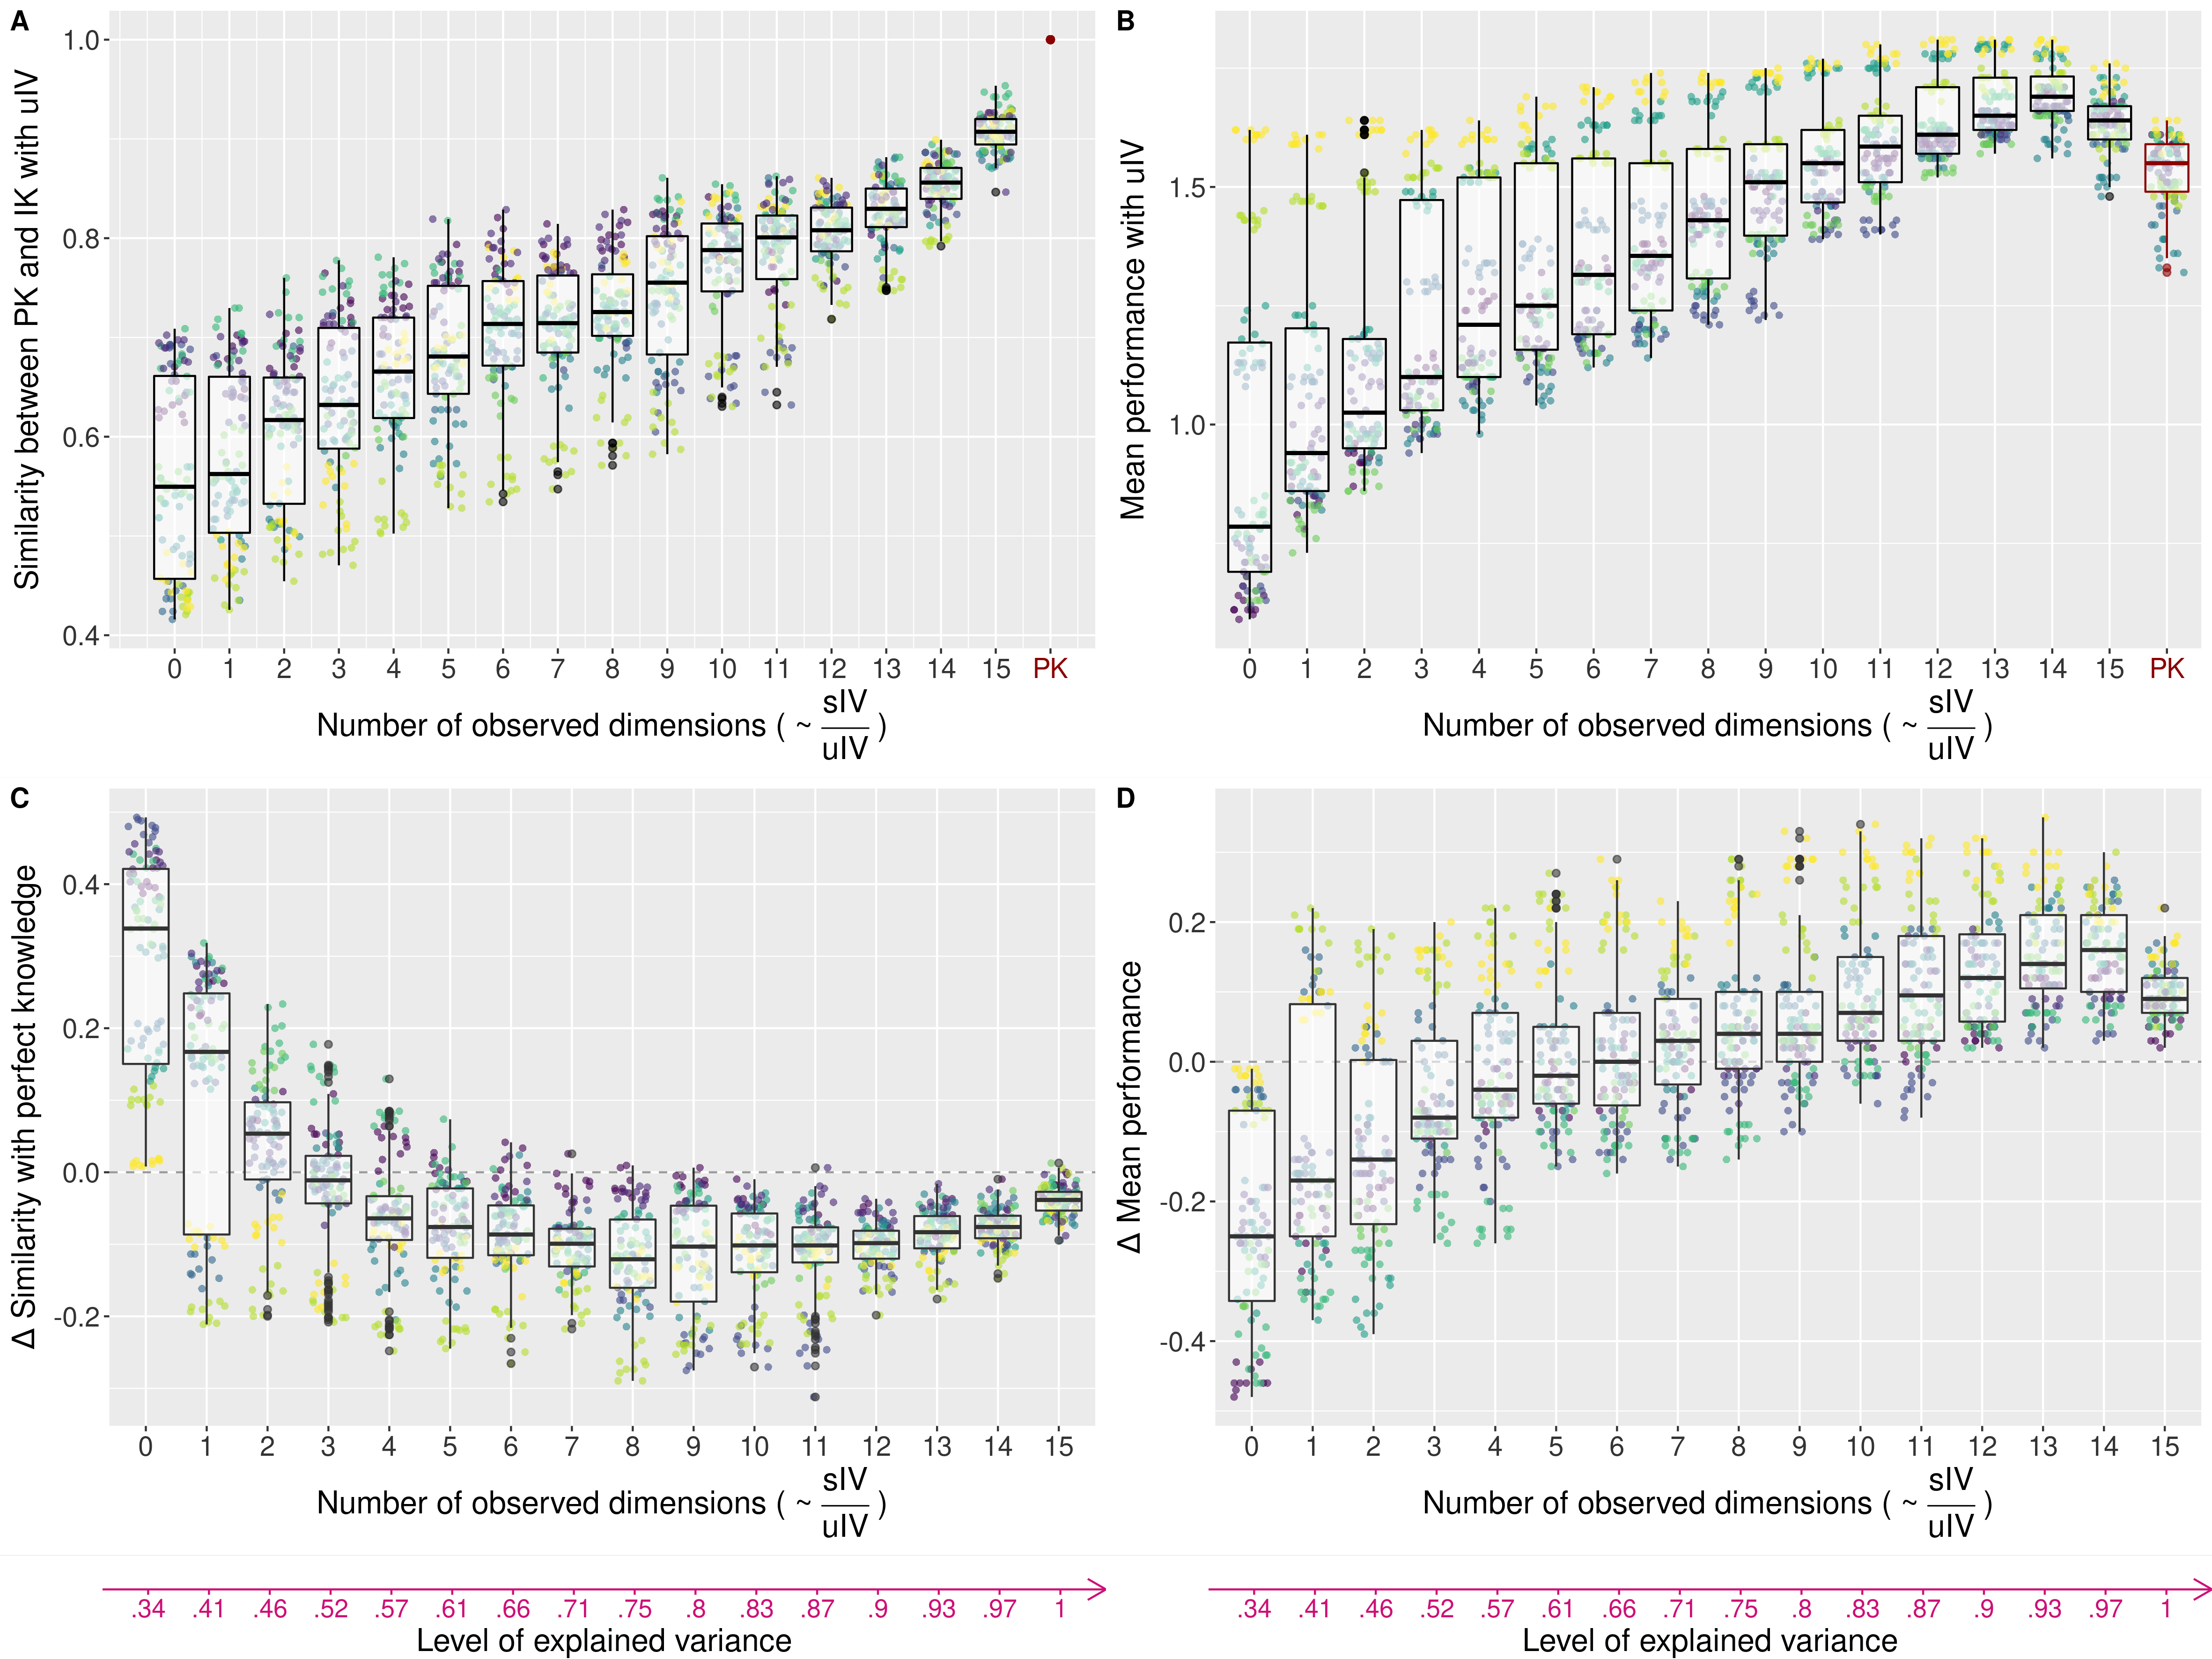 A
Similarity between PK and IK with uIV
1.0
0.8
0.6
0.4
0 1 2 3 4 5 6 7 8 9 10 11 12 13 14 15 PK
Number of observed dimensions ( ~ sIV / uIV )
B
Mean performance with uIV
1.5
1.0
0 1 2 3 4 5 6 7 8 9 10 11 12 13 14 15 PK
Number of observed dimensions ( ~ sIV / uIV )
C
Δ Similarity with perfect knowledge
0.4
0.2
0.0
-0.2
0 1 2 3 4 5 6 7 8 9 10 11 12 13 14 15
Number of observed dimensions ( ~ sIV / uIV )
D
Δ Mean performance
0.2
0.0
-0.2
-0.4
0 1 2 3 4 5 6 7 8 9 10 11 12 13 14 15
Number of observed dimensions ( ~ sIV / uIV )
.34 .41 .46 .52 .57 .61 .66 .71 .75 .8 .83 .87 .9 .93 .97 1
Level of explained variance
.34 .41 .46 .52 .57 .61 .66 .71 .75 .8 .83 .87 .9 .93 .97 1
Level of explained variance